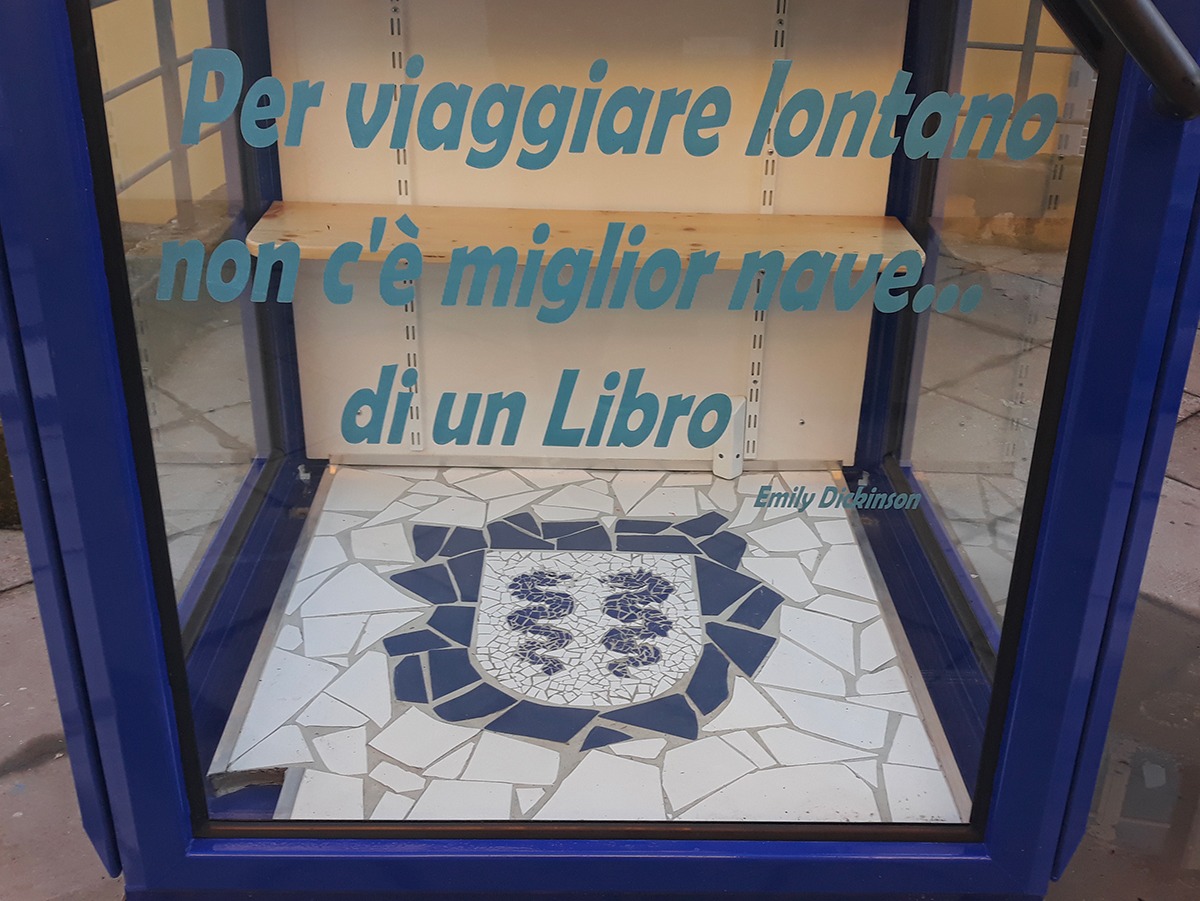 Per viaggiare lontano
non c'è miglior nave...
di un Libro
Emily Dickinson